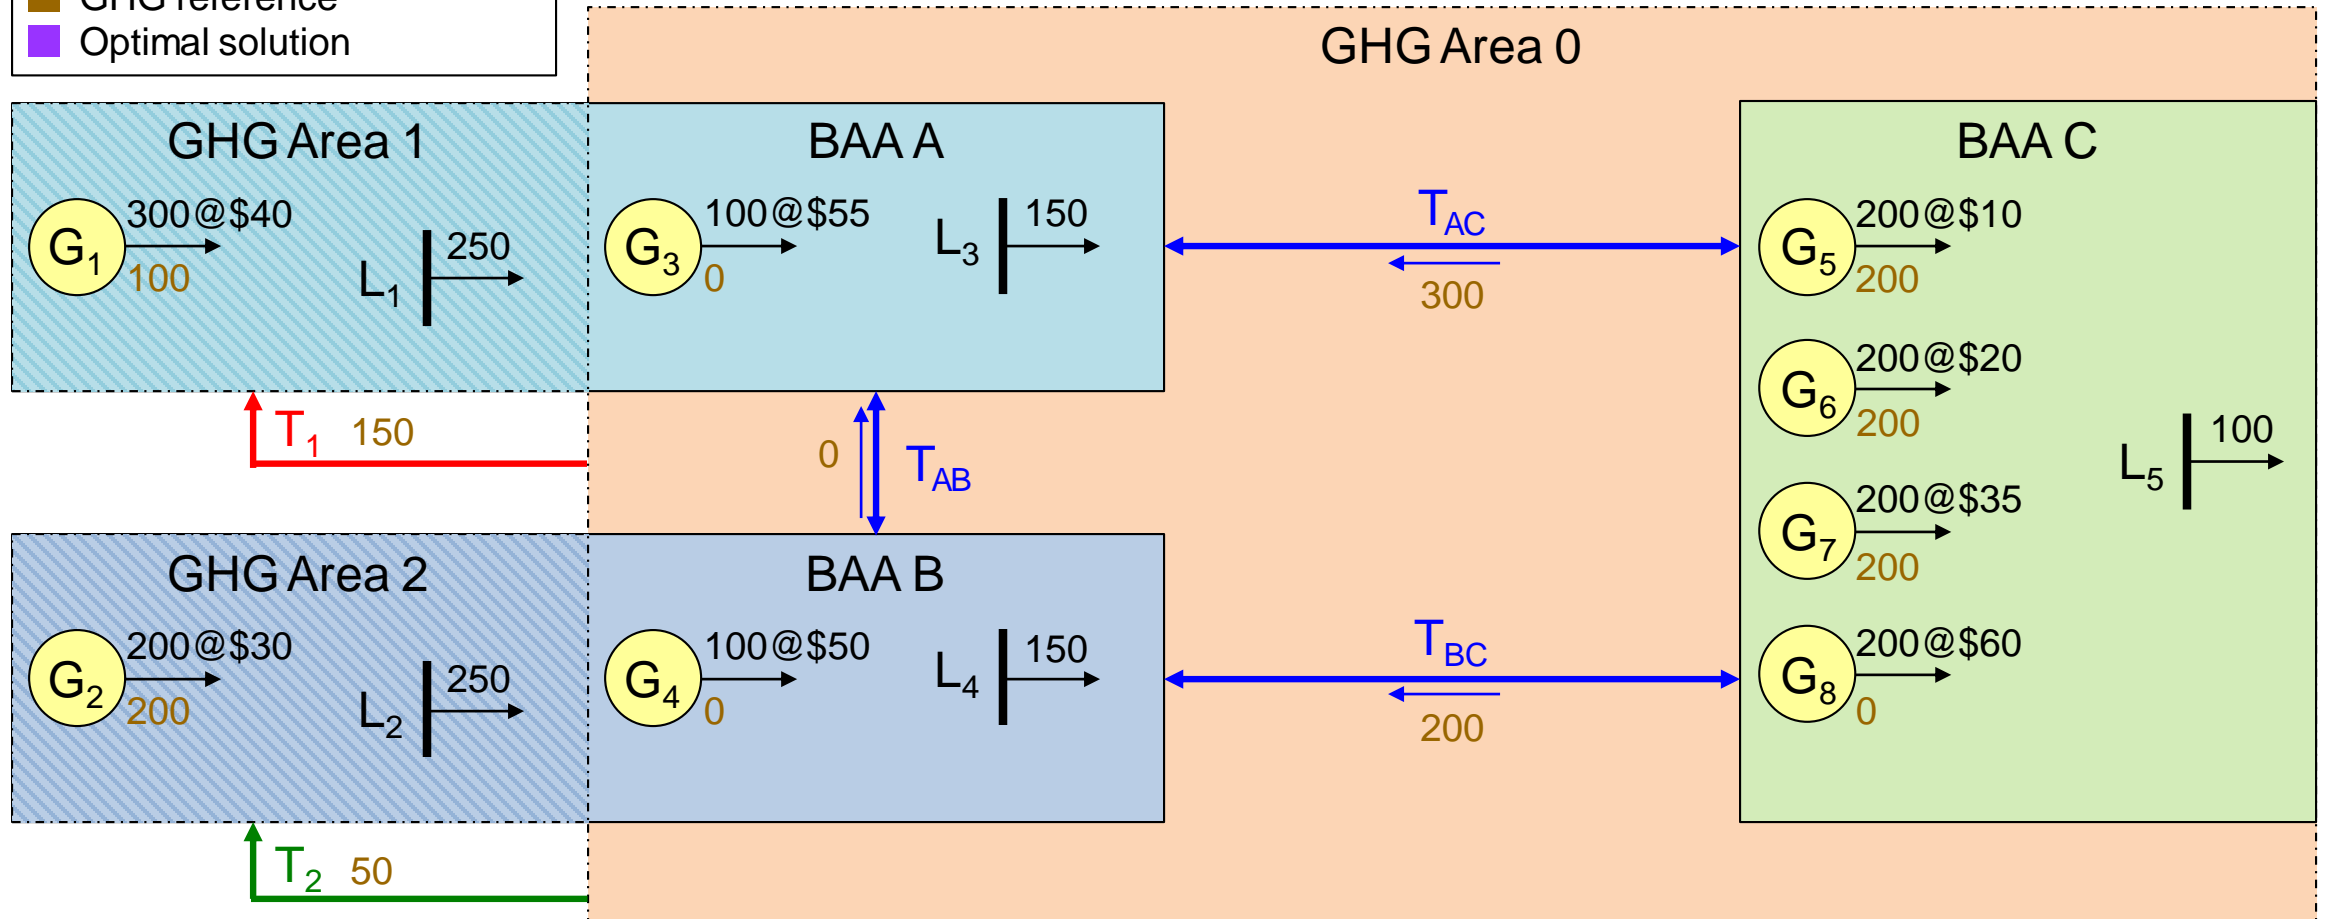 GHG reference
Optimal solution
GHG Area 0
GHG Area 1
G1
300@$40
100
L1
250
BAA A
G3
100@$55
0
L3
150
TAC
300
BAA C
G5
200@$10
200
G6
200@$20
200
G7
200@$35
200
G8
200@$60
0
L5
100
T1 150
0
TAB
GHG Area 2
G2
200@$30
200
L2
250
BAA B
G4
100@$50
0
L4
150
TBC
200
T2 50